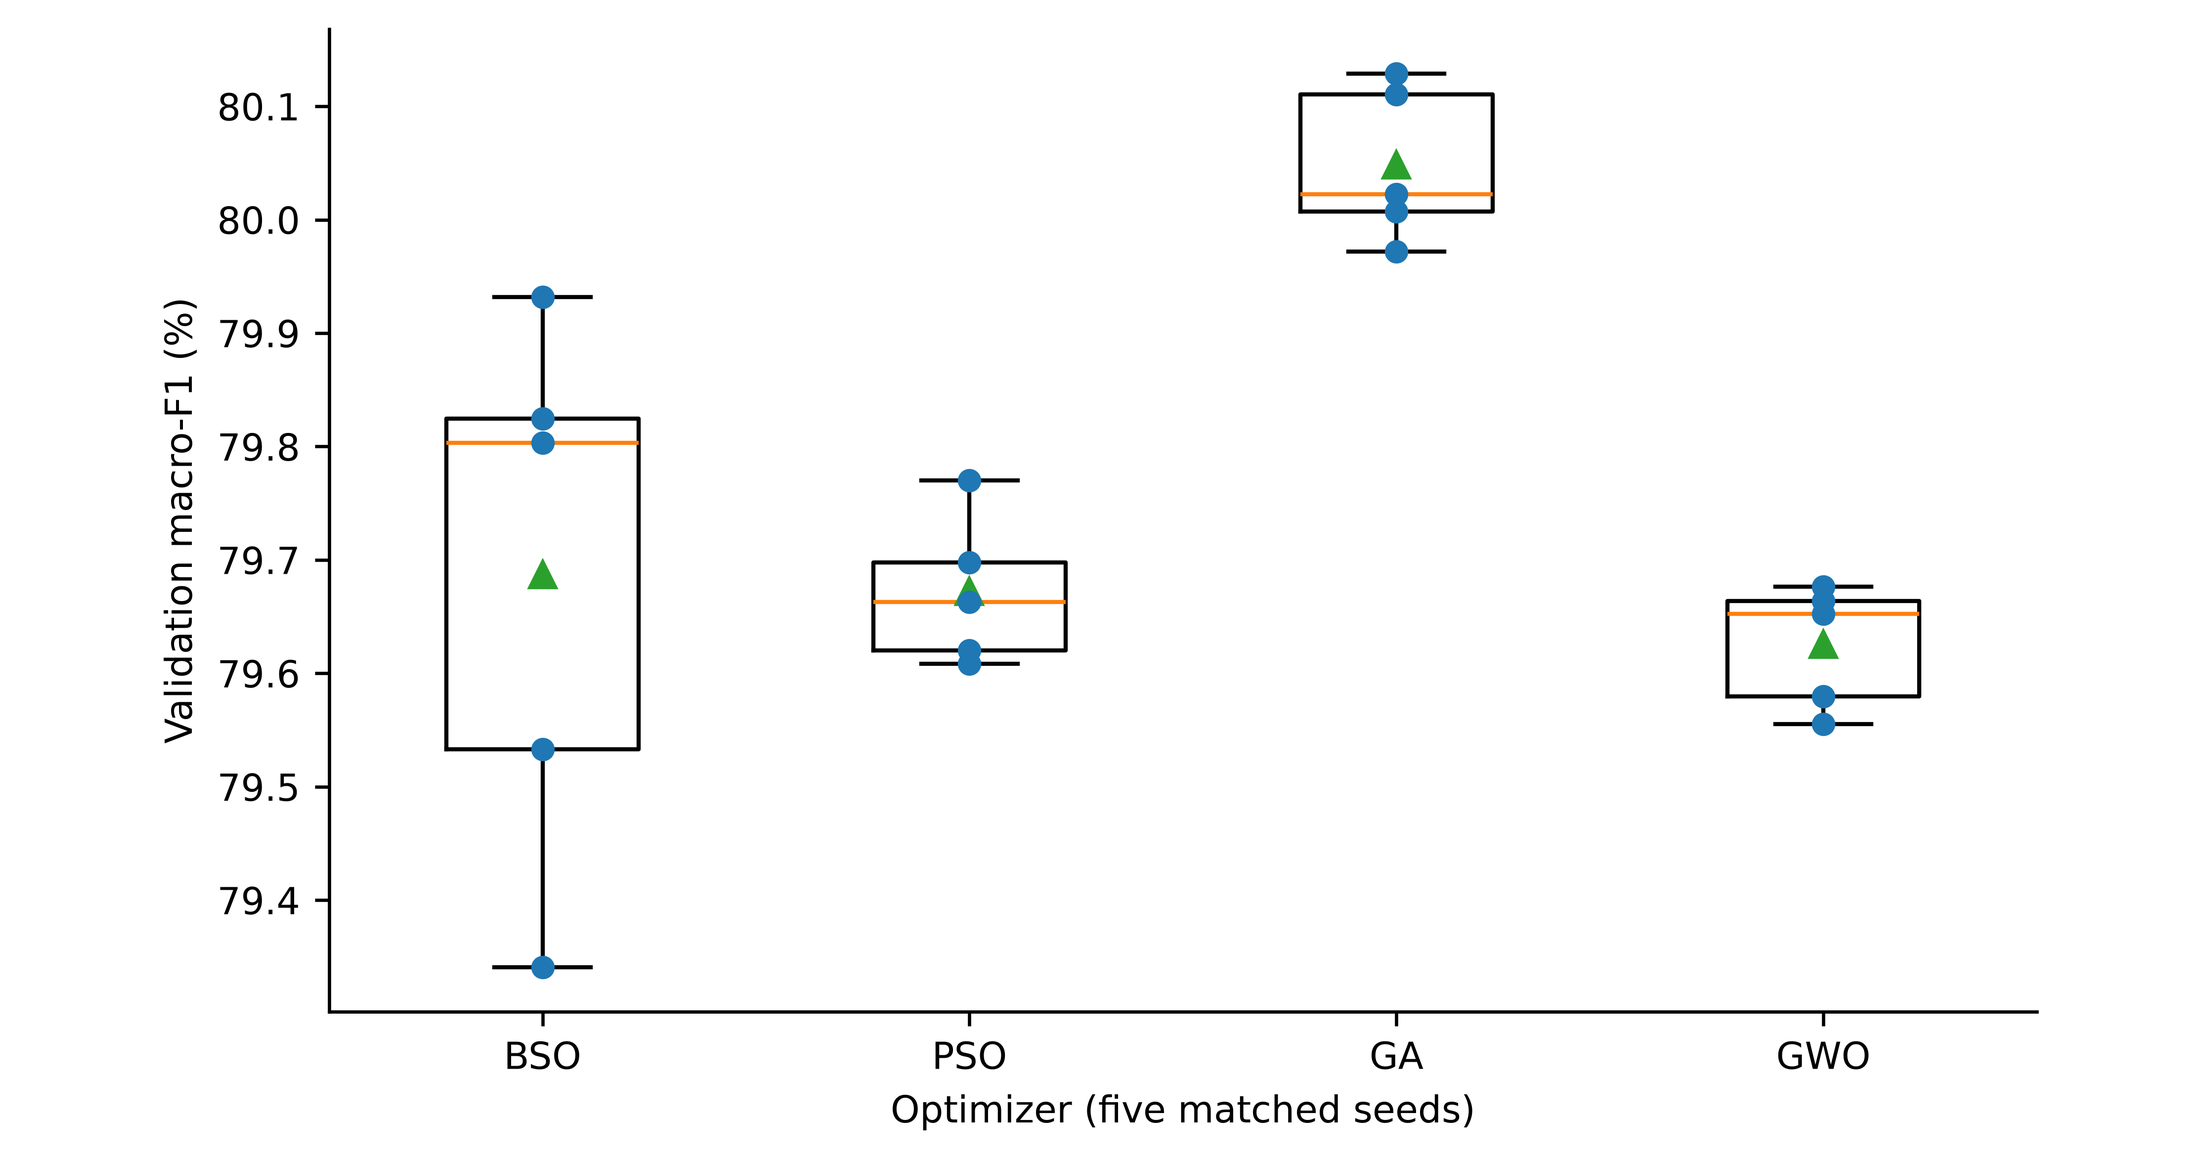 80.1
80.0
79.9
79.8
79.7
79.6
79.5
79.4
Validation macro-F1 (%)
BSO PSO GA GWO
Optimizer (five matched seeds)